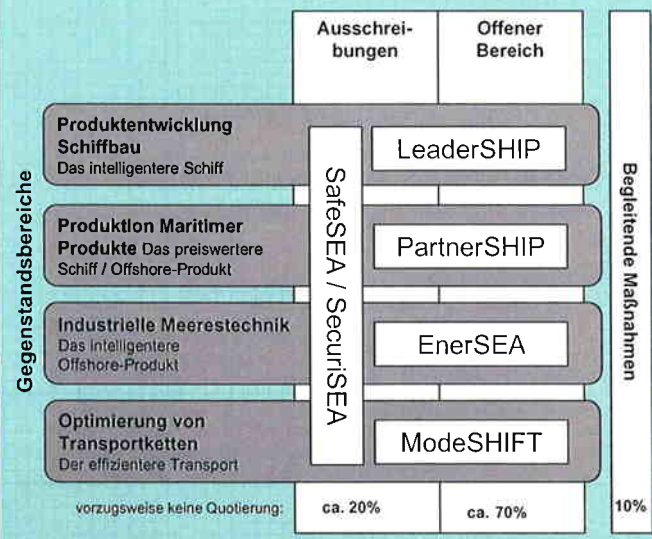 Ausschrei-
bungen
Offener
Bereich
Gegenstandsbereiche
Produktentwicklung
Schiffbau
Das intelligentere Schiff
LeaderSHIP
Produktion Maritimer
Produkte Das preiswertere
Schiff / Offshore-Produkt
PartnerSHIP
Industrielle Meerestechnik
Das intelligentere
Offshore-Produkt
EnerSEA
Optimierung von
Transportketten
Der effizientere Transport
ModeSHIFT
SafeSEA / SecuriSEA
Begleitende Maßnahmen
vorzugsweise keine Quotierung:
ca. 20%
ca. 70%
10%